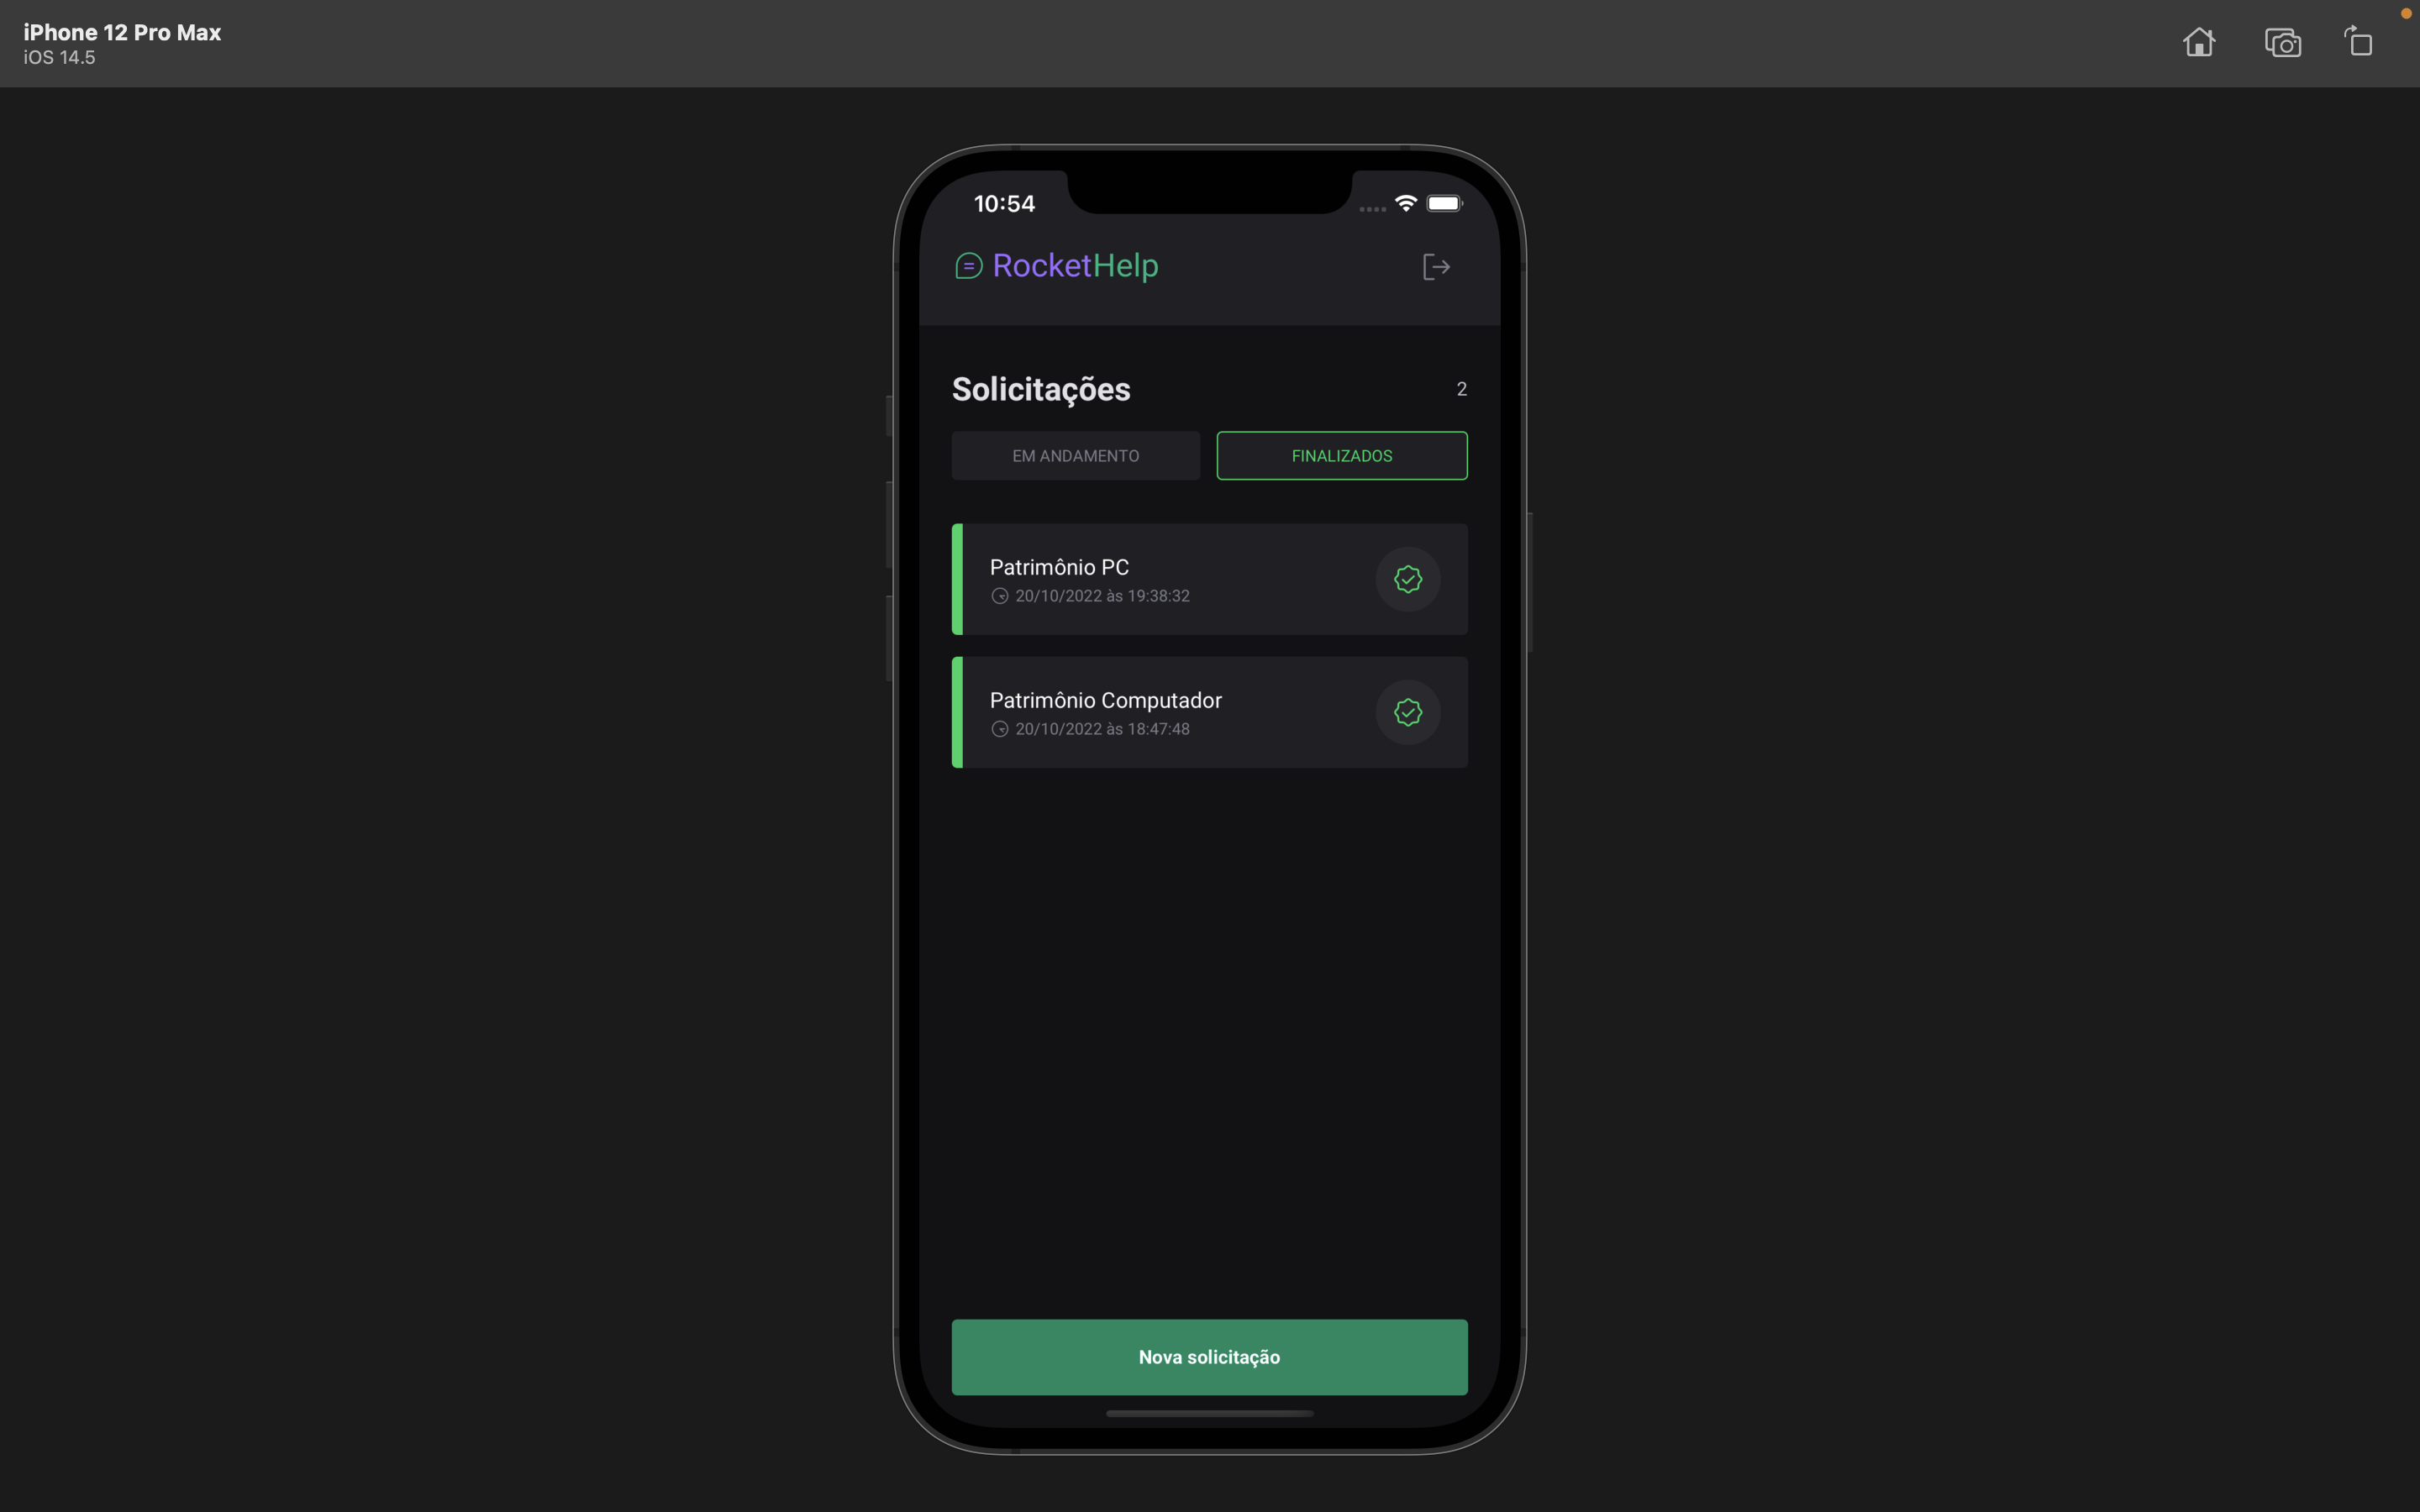 iPhone 12 Pro Max
iOS 14.5
10:54
RocketHelp
Solicitações 2
EM ANDAMENTO FINALIZADOS
Patrimônio PC
20/10/2022 às 19:38:32
Patrimônio Computador
20/10/2022 às 18:47:48
Nova solicitação